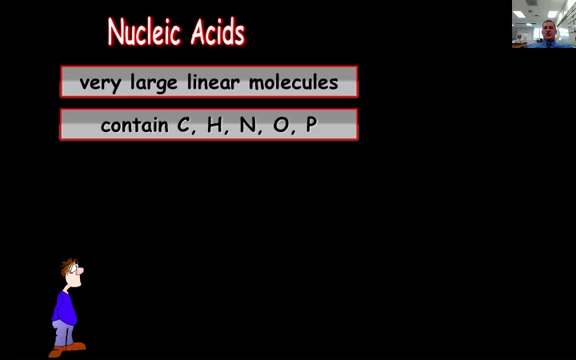 Nucleic Acids
very large linear molecules
contain C, H, N, O, P